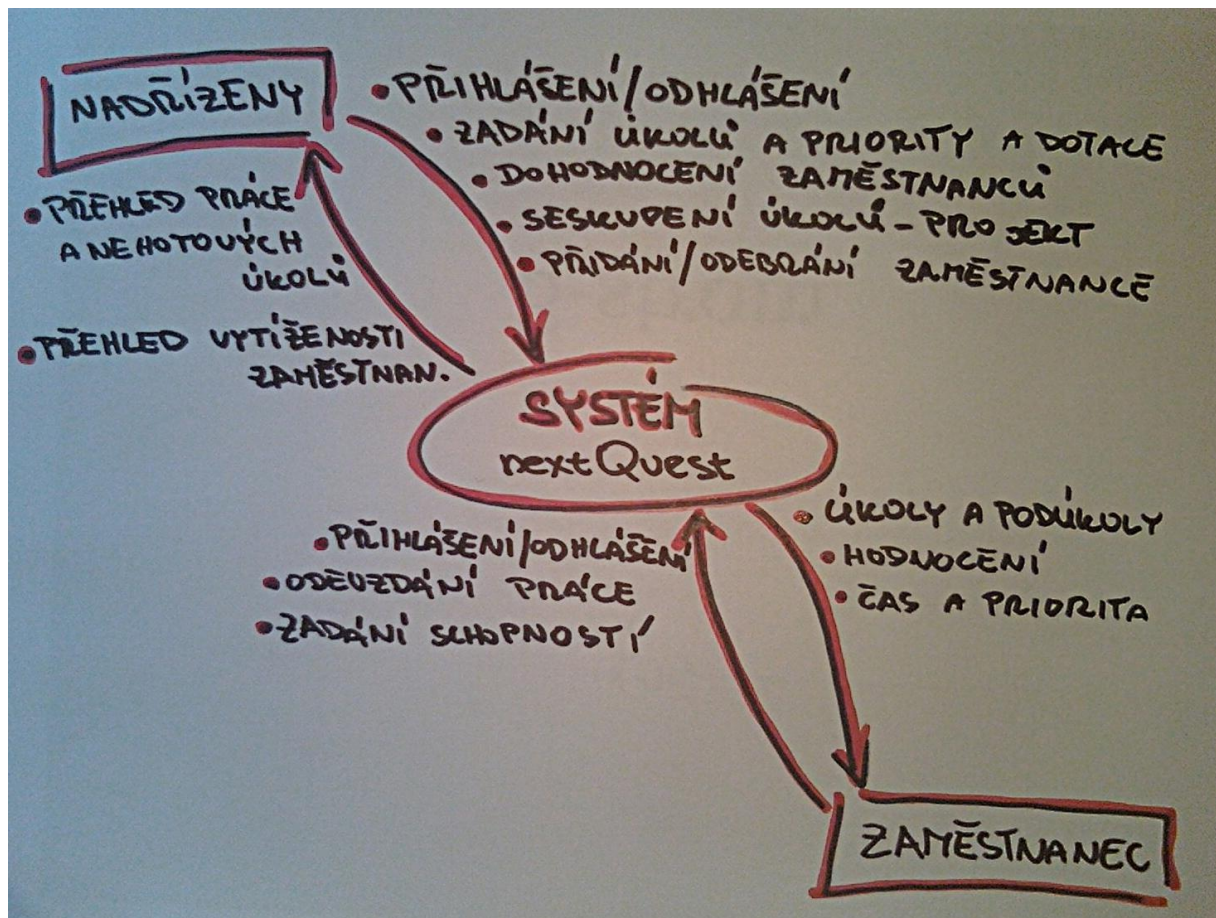 NADŘÍZENY
• PŘIHLÁŠENÍ/ODHLÁŠENÍ
• ZADÁNÍ ÚKOLŮ A PRIORITY A DOTACE
• DOHODNOCENÍ ZAMĚSTNANCŮ
• SESKUPENÍ ÚKOLŮ - PROJEKT
• PŘIDÁNÍ/ODEBRÁNÍ ZAMĚSTNANCE
• PŘEHLED PRÁCE
A NEHOTOVÝCH
ÚKOLŮ
• PŘEHLED VYTÍŽENOSTI
ZAMĚSTNAN.
SYSTÉM
nextQuest
• PŘIHLÁŠENÍ/ODHLÁŠENÍ
• ODEVZDÁNÍ PRÁCE
• ZADÁNÍ SCHOPNOSTÍ
• ÚKOLY A PODÚKOLY
• HODNOCENÍ
• ČAS A PRIORITA
ZAMĚSTNANEC